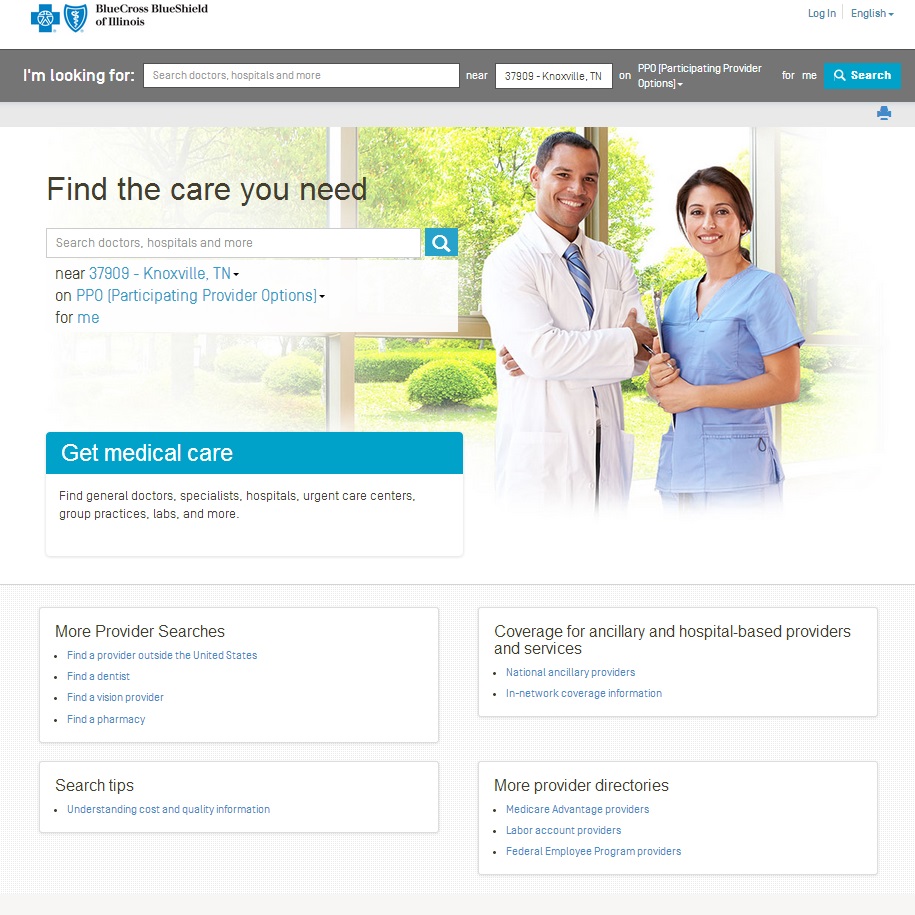 BlueCross BlueShield
of Illinois
Log In English
I'm looking for: Search doctors, hospitals and more near 37909 - Knoxville, TN on PPO [Participating Provider Options] for me Search
Find the care you need
Search doctors, hospitals and more
near 37909 - Knoxville, TN
on PPO [Participating Provider Options]
for me
Get medical care
Find general doctors, specialists, hospitals, urgent care centers,
group practices, labs, and more.
More Provider Searches
Find a provider outside the United States
Find a dentist
Find a vision provider
Find a pharmacy
Coverage for ancillary and hospital-based providers
and services
National ancillary providers
In-network coverage information
Search tips
Understanding cost and quality information
More provider directories
Medicare Advantage providers
Labor account providers
Federal Employee Program providers